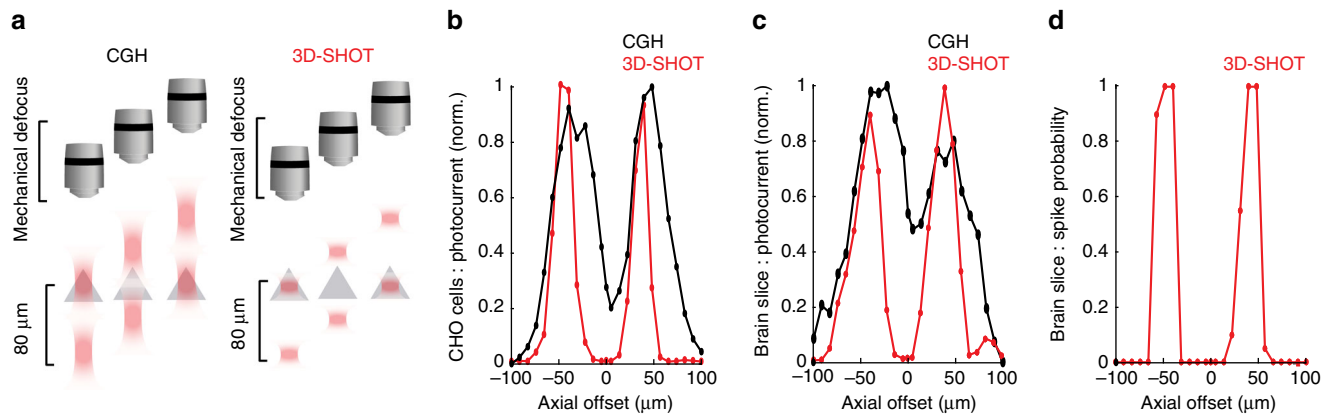 a
CGH
3D-SHOT
Mechanical defocus
80 μm
Mechanical defocus
80 μm
b
CGH
3D-SHOT
CHO cells : photocurrent (norm.)
1
0.8
0.6
0.4
0.2
0
–100
–50
0
50
100
Axial offset (μm)
c
CGH
3D-SHOT
Brain slice : photocurrent (norm.)
1
0.8
0.6
0.4
0.2
0
–100
–50
0
50
100
Axial offset (μm)
d
3D-SHOT
Brain slice : spike probability
1
0.8
0.6
0.4
0.2
0
–100
–50
0
50
100
Axial offset (μm)